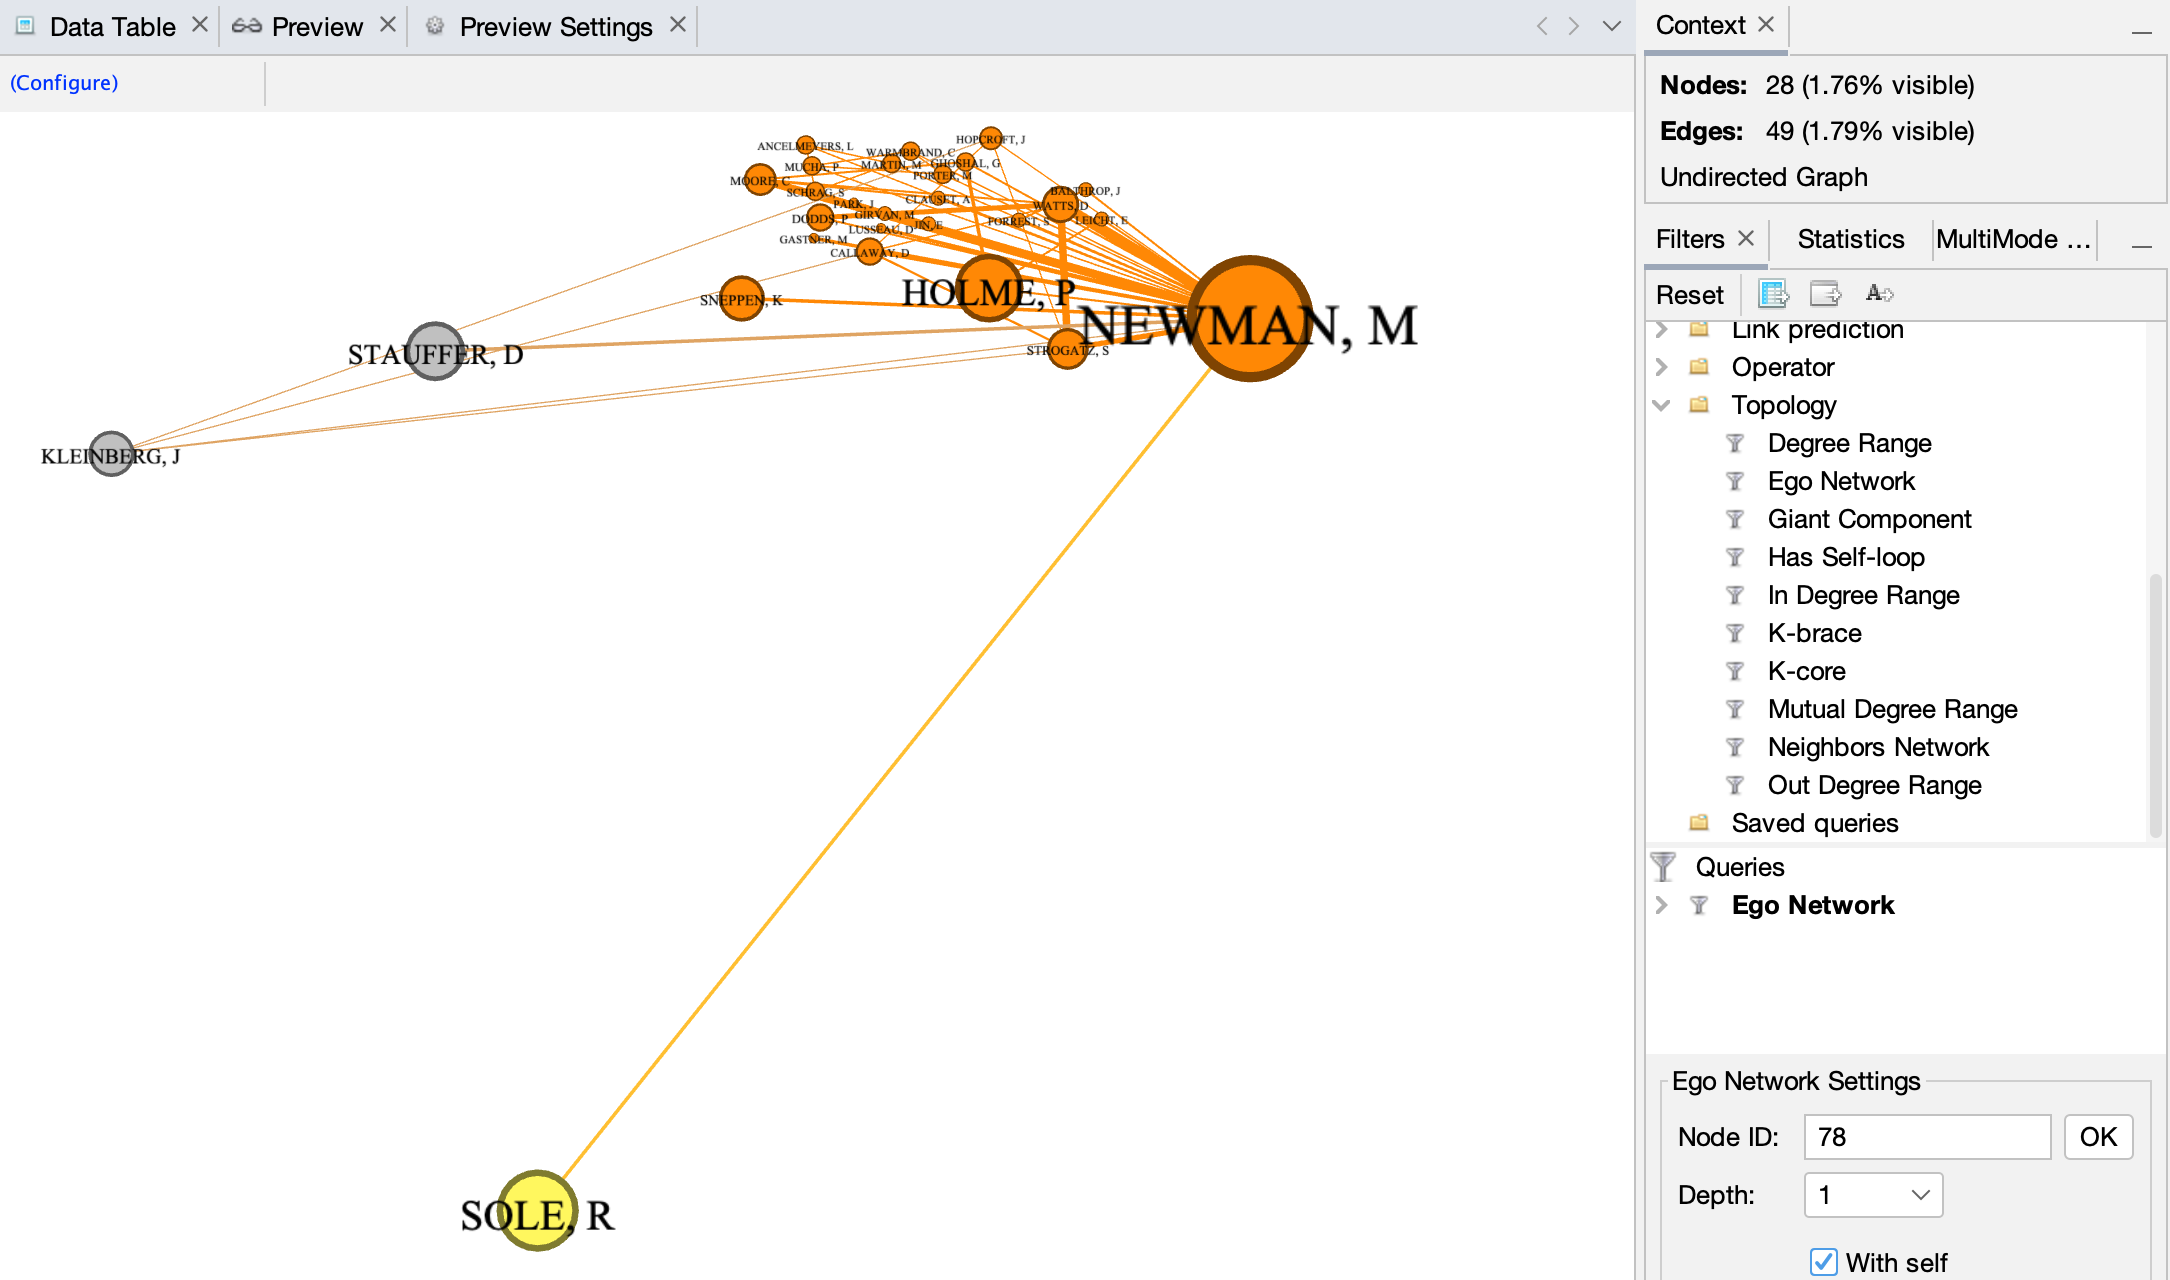 Data Table
Preview
Preview Settings
Context
(Configure)
Nodes: 28 (1.76% visible)
Edges: 49 (1.79% visible)
Undirected Graph
HOPCROFT, J
ANCELMEYERS, L
WARMBRAND, C
MUCHA, P
MARTIN, M
GHOSHAL, G
PORTER, M
MOORE, C
SCHRAG, S
BALTHROP, J
CLAUSET, A
PARK, J
WATTS, D
DODDS, P
GIRVAN, M
FORREST, S
LEICHT, E
LUSSEAU, D
JIN, E
GASTNER, M
CALLAWAY, D
SNEPPEN, K
HOLME, P
NEWMAN, M
STROGATZ, S
STAUFFER, D
KLEINBERG, J
SOLE, R
Filters
Statistics
MultiMode ...
Reset
Link prediction
Operator
Topology
Degree Range
Ego Network
Giant Component
Has Self-loop
In Degree Range
K-brace
K-core
Mutual Degree Range
Neighbors Network
Out Degree Range
Saved queries
Queries
Ego Network
Ego Network Settings
Node ID: 78 OK
Depth: 1
With self